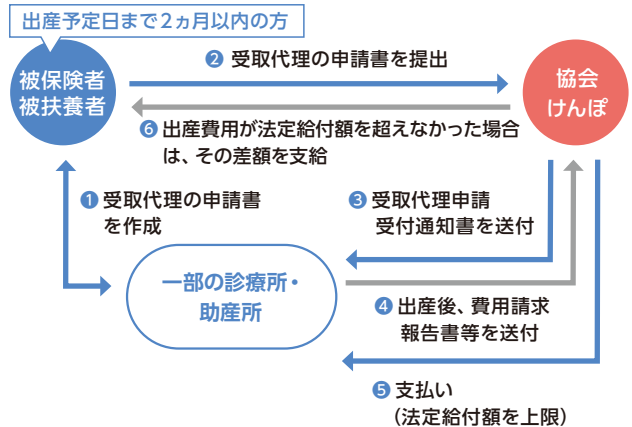 出産予定日まで2ヵ月以内の方
被保険者
被扶養者
❷ 受取代理の申請書を提出
協会
けんぽ
❻ 出産費用が法定給付額を超えなかった場合
は、その差額を支給
❶ 受取代理の申請書
を作成
❸ 受取代理申請
受付通知書を送付
一部の診療所・
助産所
❹ 出産後、費用請求
報告書等を送付
❺ 支払い
（法定給付額を上限）